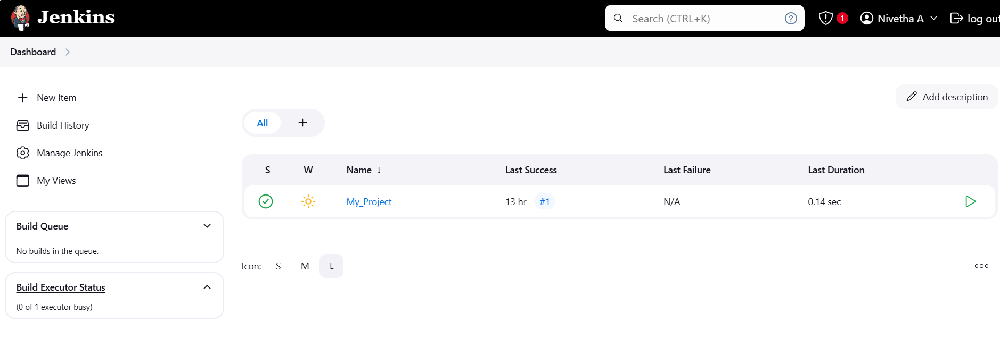 Jenkins
Search (CTRL+K)
?
1
Nivetha A
log out
Dashboard
New Item
Build History
Manage Jenkins
My Views
Add description
All
+
S W Name ↓ Last Success Last Failure Last Duration
My_Project 13 hr #1 N/A 0.14 sec
Build Queue
No builds in the queue.
Build Executor Status
(0 of 1 executor busy)
Icon: S M L